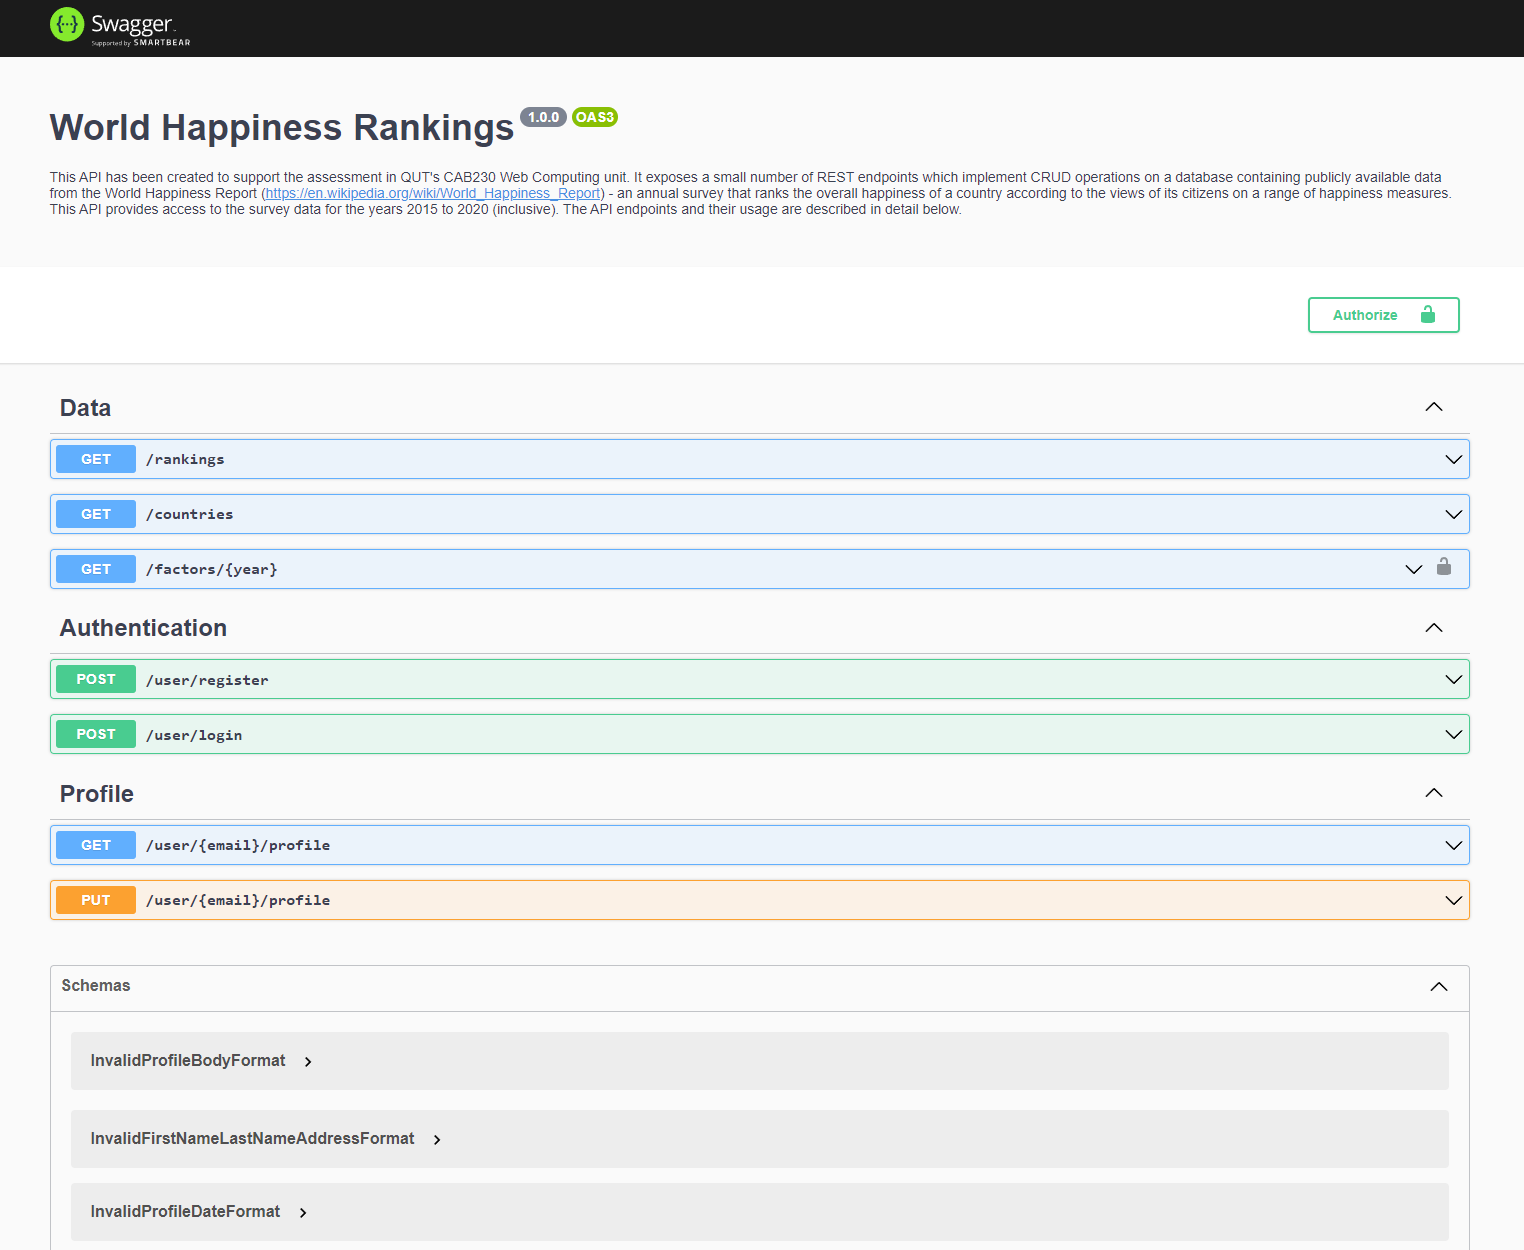 {···} Swagger
Supported by SMARTBEAR
World Happiness Rankings 1.0.0 OAS3
This API has been created to support the assessment in QUT's CAB230 Web Computing unit. It exposes a small number of REST endpoints which implement CRUD operations on a database containing publicly available data
from the World Happiness Report (https://en.wikipedia.org/wiki/World_Happiness_Report) - an annual survey that ranks the overall happiness of a country according to the views of its citizens on a range of happiness measures.
This API provides access to the survey data for the years 2015 to 2020 (inclusive). The API endpoints and their usage are described in detail below.
Authorize
Data
GET /rankings
GET /countries
GET /factors/{year}
Authentication
POST /user/register
POST /user/login
Profile
GET /user/{email}/profile
PUT /user/{email}/profile
Schemas
InvalidProfileBodyFormat
InvalidFirstNameLastNameAddressFormat
InvalidProfileDateFormat